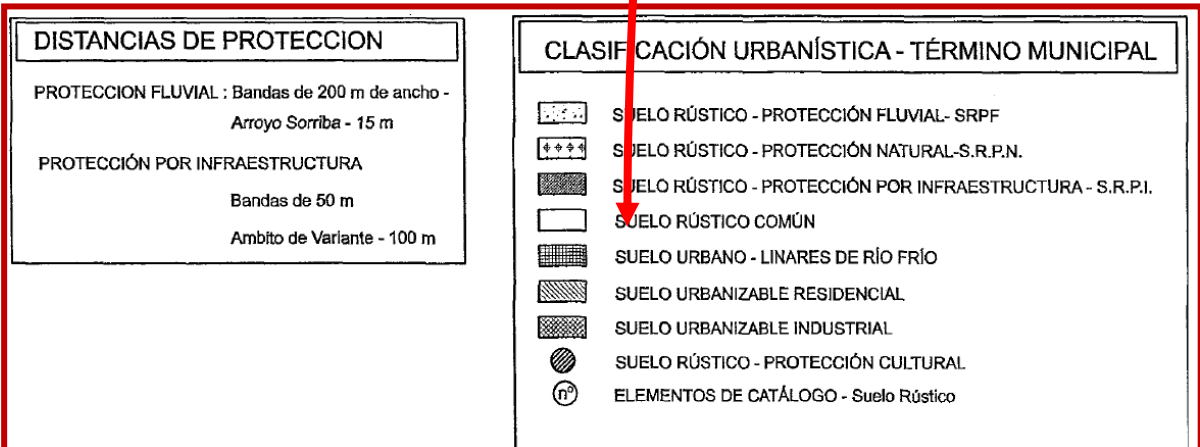 DISTANCIAS DE PROTECCION
PROTECCION FLUVIAL : Bandas de 200 m de ancho -
Arroyo Sorriba - 15 m
PROTECCIÓN POR INFRAESTRUCTURA
Bandas de 50 m
Ambito de Variante - 100 m
CLASIFICACIÓN URBANÍSTICA - TÉRMINO MUNICIPAL
SUELO RÚSTICO - PROTECCIÓN FLUVIAL- SRPF
SUELO RÚSTICO - PROTECCIÓN NATURAL-S.R.P.N.
SUELO RÚSTICO - PROTECCIÓN POR INFRAESTRUCTURA - S.R.P.I.
SUELO RÚSTICO COMÚN
SUELO URBANO - LINARES DE RÍO FRÍO
SUELO URBANIZABLE RESIDENCIAL
SUELO URBANIZABLE INDUSTRIAL
SUELO RÚSTICO - PROTECCIÓN CULTURAL
nº ELEMENTOS DE CATÁLOGO - Suelo Rústico